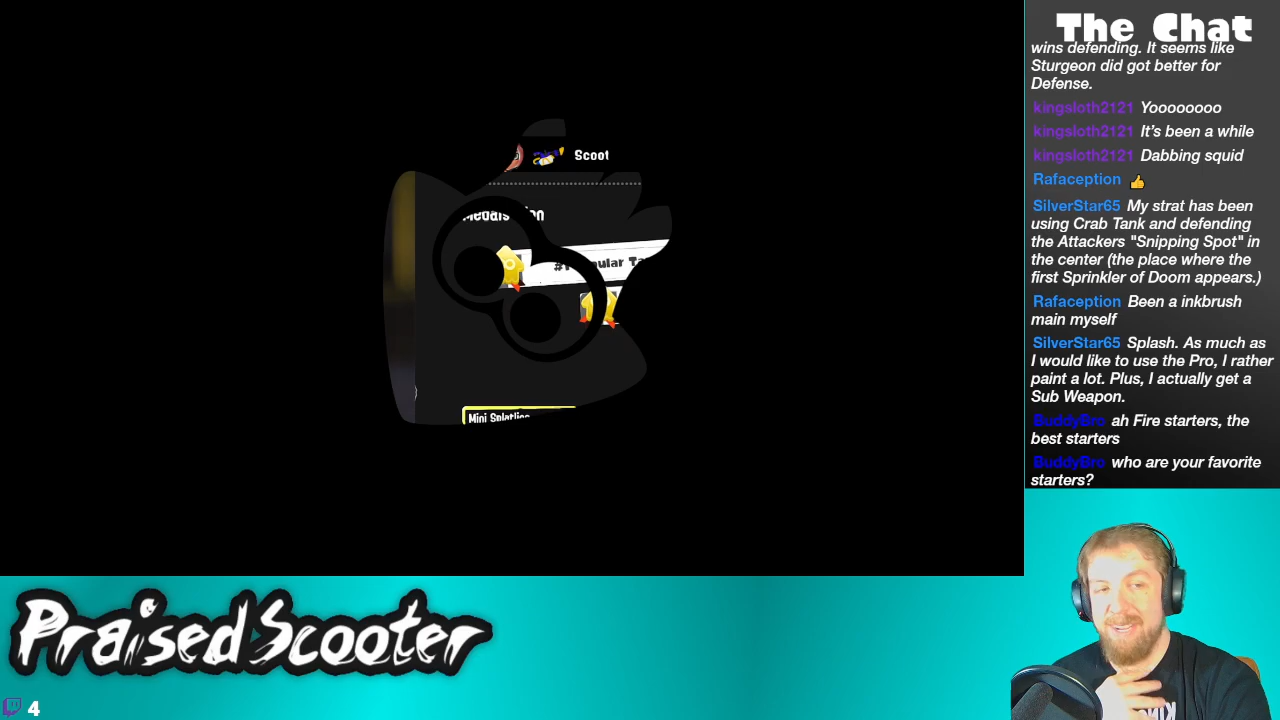 The Chat
wins defending. It seems like
Sturgeon did got better for
Defense.
kingsloth2121 Yoooooooo
kingsloth2121 It's been a while
kingsloth2121 Dabbing squid
Rafaception 👍
SilverStar65 My strat has been
using Crab Tank and defending
the Attackers "Snipping Spot" in
the center (the place where the
first Sprinkler of Doom appears.)
Rafaception Been a inkbrush
main myself
SilverStar65 Splash. As much as
I would like to use the Pro, I rather
paint a lot. Plus, I actually get a
Sub Weapon.
BuddyBro ah Fire starters, the
best starters
BuddyBro who are your favorite
starters?
Scoot
Medals
Mini Splatling
PraisedScooter
4